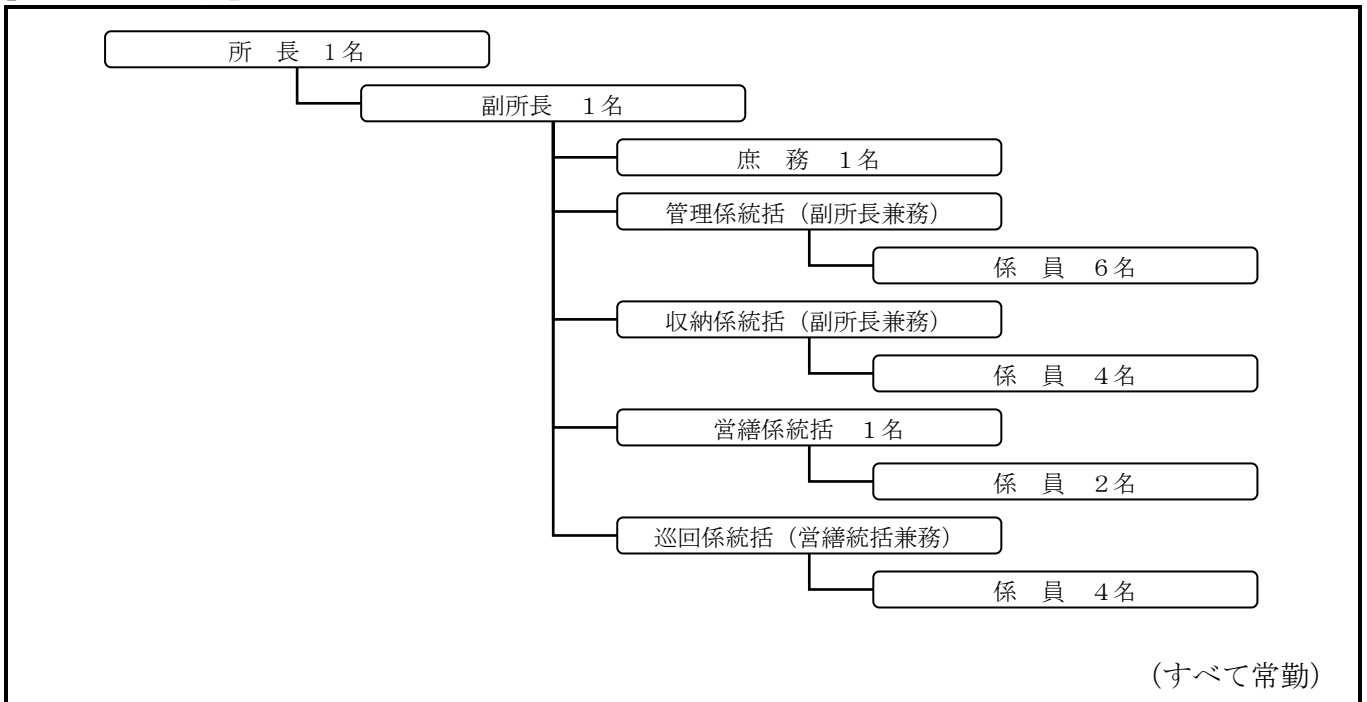 所　長　１名
副所長　１名
庶　務　１名
管理係統括（副所長兼務）
係　員　６名
収納係統括（副所長兼務）
係　員　４名
営繕係統括　１名
係　員　２名
巡回係統括（営繕統括兼務）
係　員　４名
（すべて常勤）